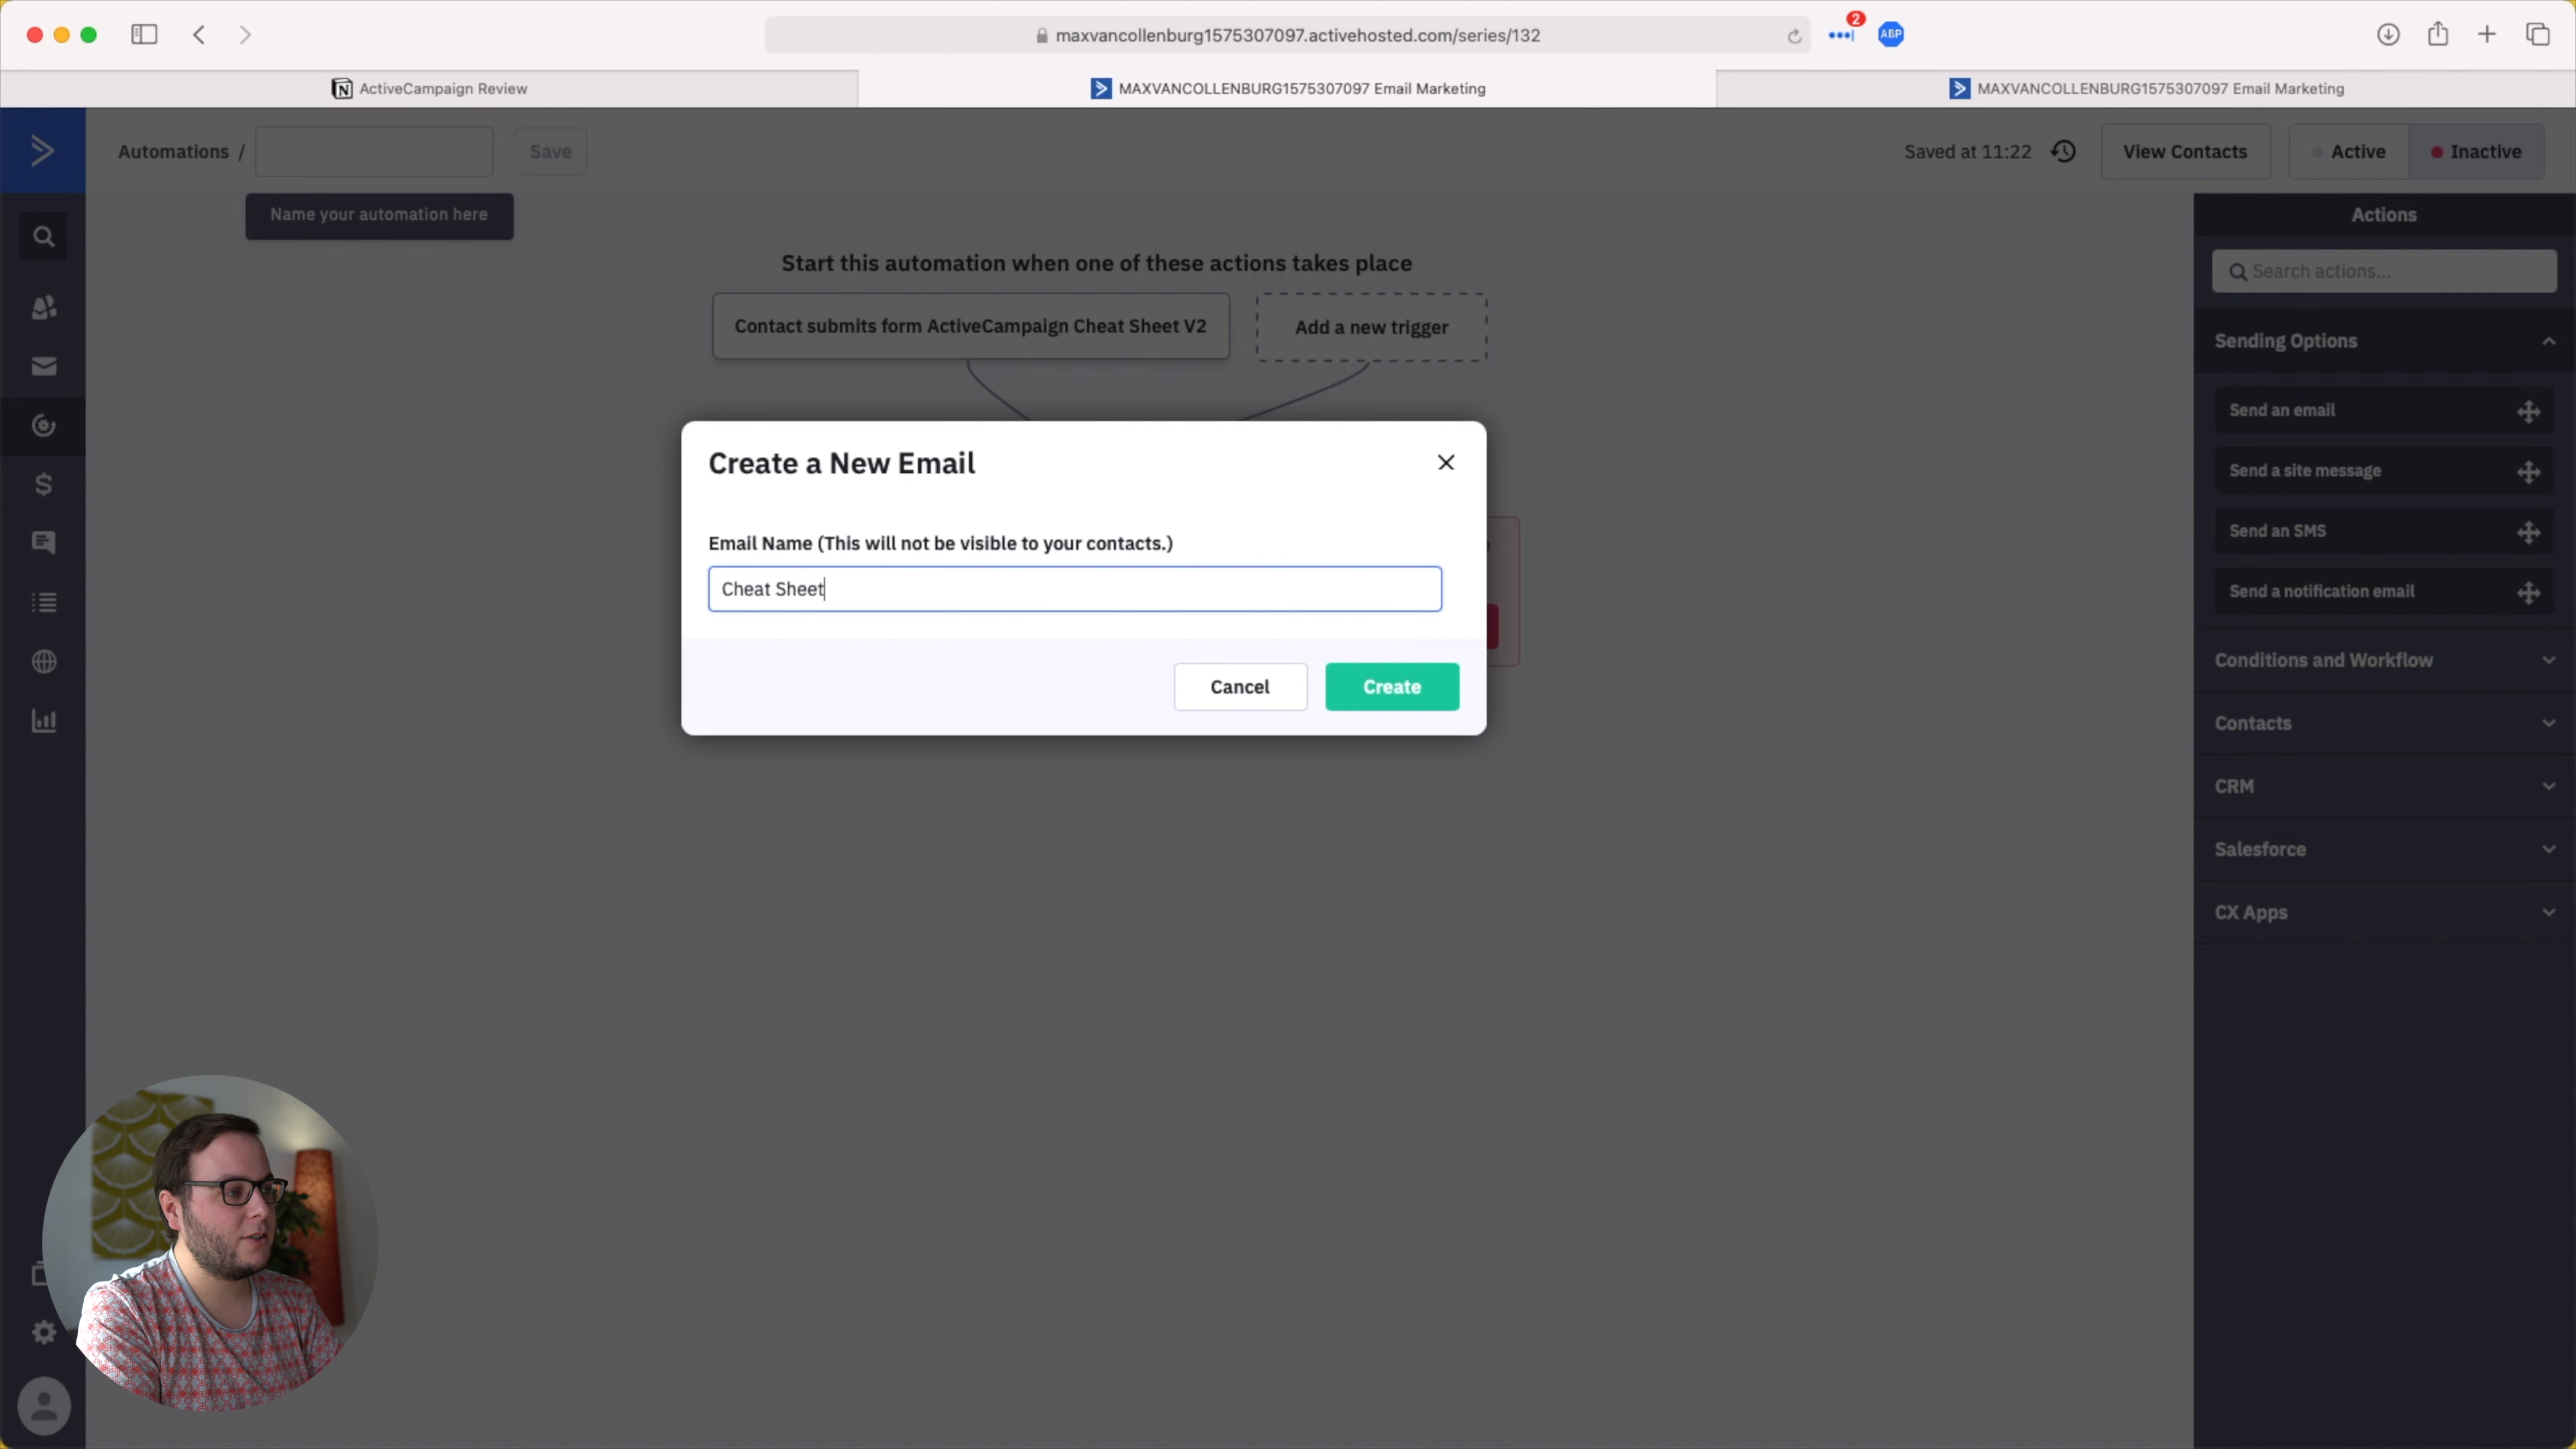 maxvancollenburg1575307097.activehosted.com/series/132
2
ABP
ActiveCampaign Review
MAXVANCOLLENBURG1575307097 Email Marketing
MAXVANCOLLENBURG1575307097 Email Marketing
Automations /
Save
Saved at 11:22
View Contacts
Active
Inactive
Name your automation here
Start this automation when one of these actions takes place
Contact submits form ActiveCampaign Cheat Sheet V2
Add a new trigger
Create a New Email
Email Name (This will not be visible to your contacts.)
Cheat Sheet
Cancel
Create
Actions
Search actions...
Sending Options
Send an email
Send a site message
Send an SMS
Send a notification email
Conditions and Workflow
Contacts
CRM
Salesforce
CX Apps